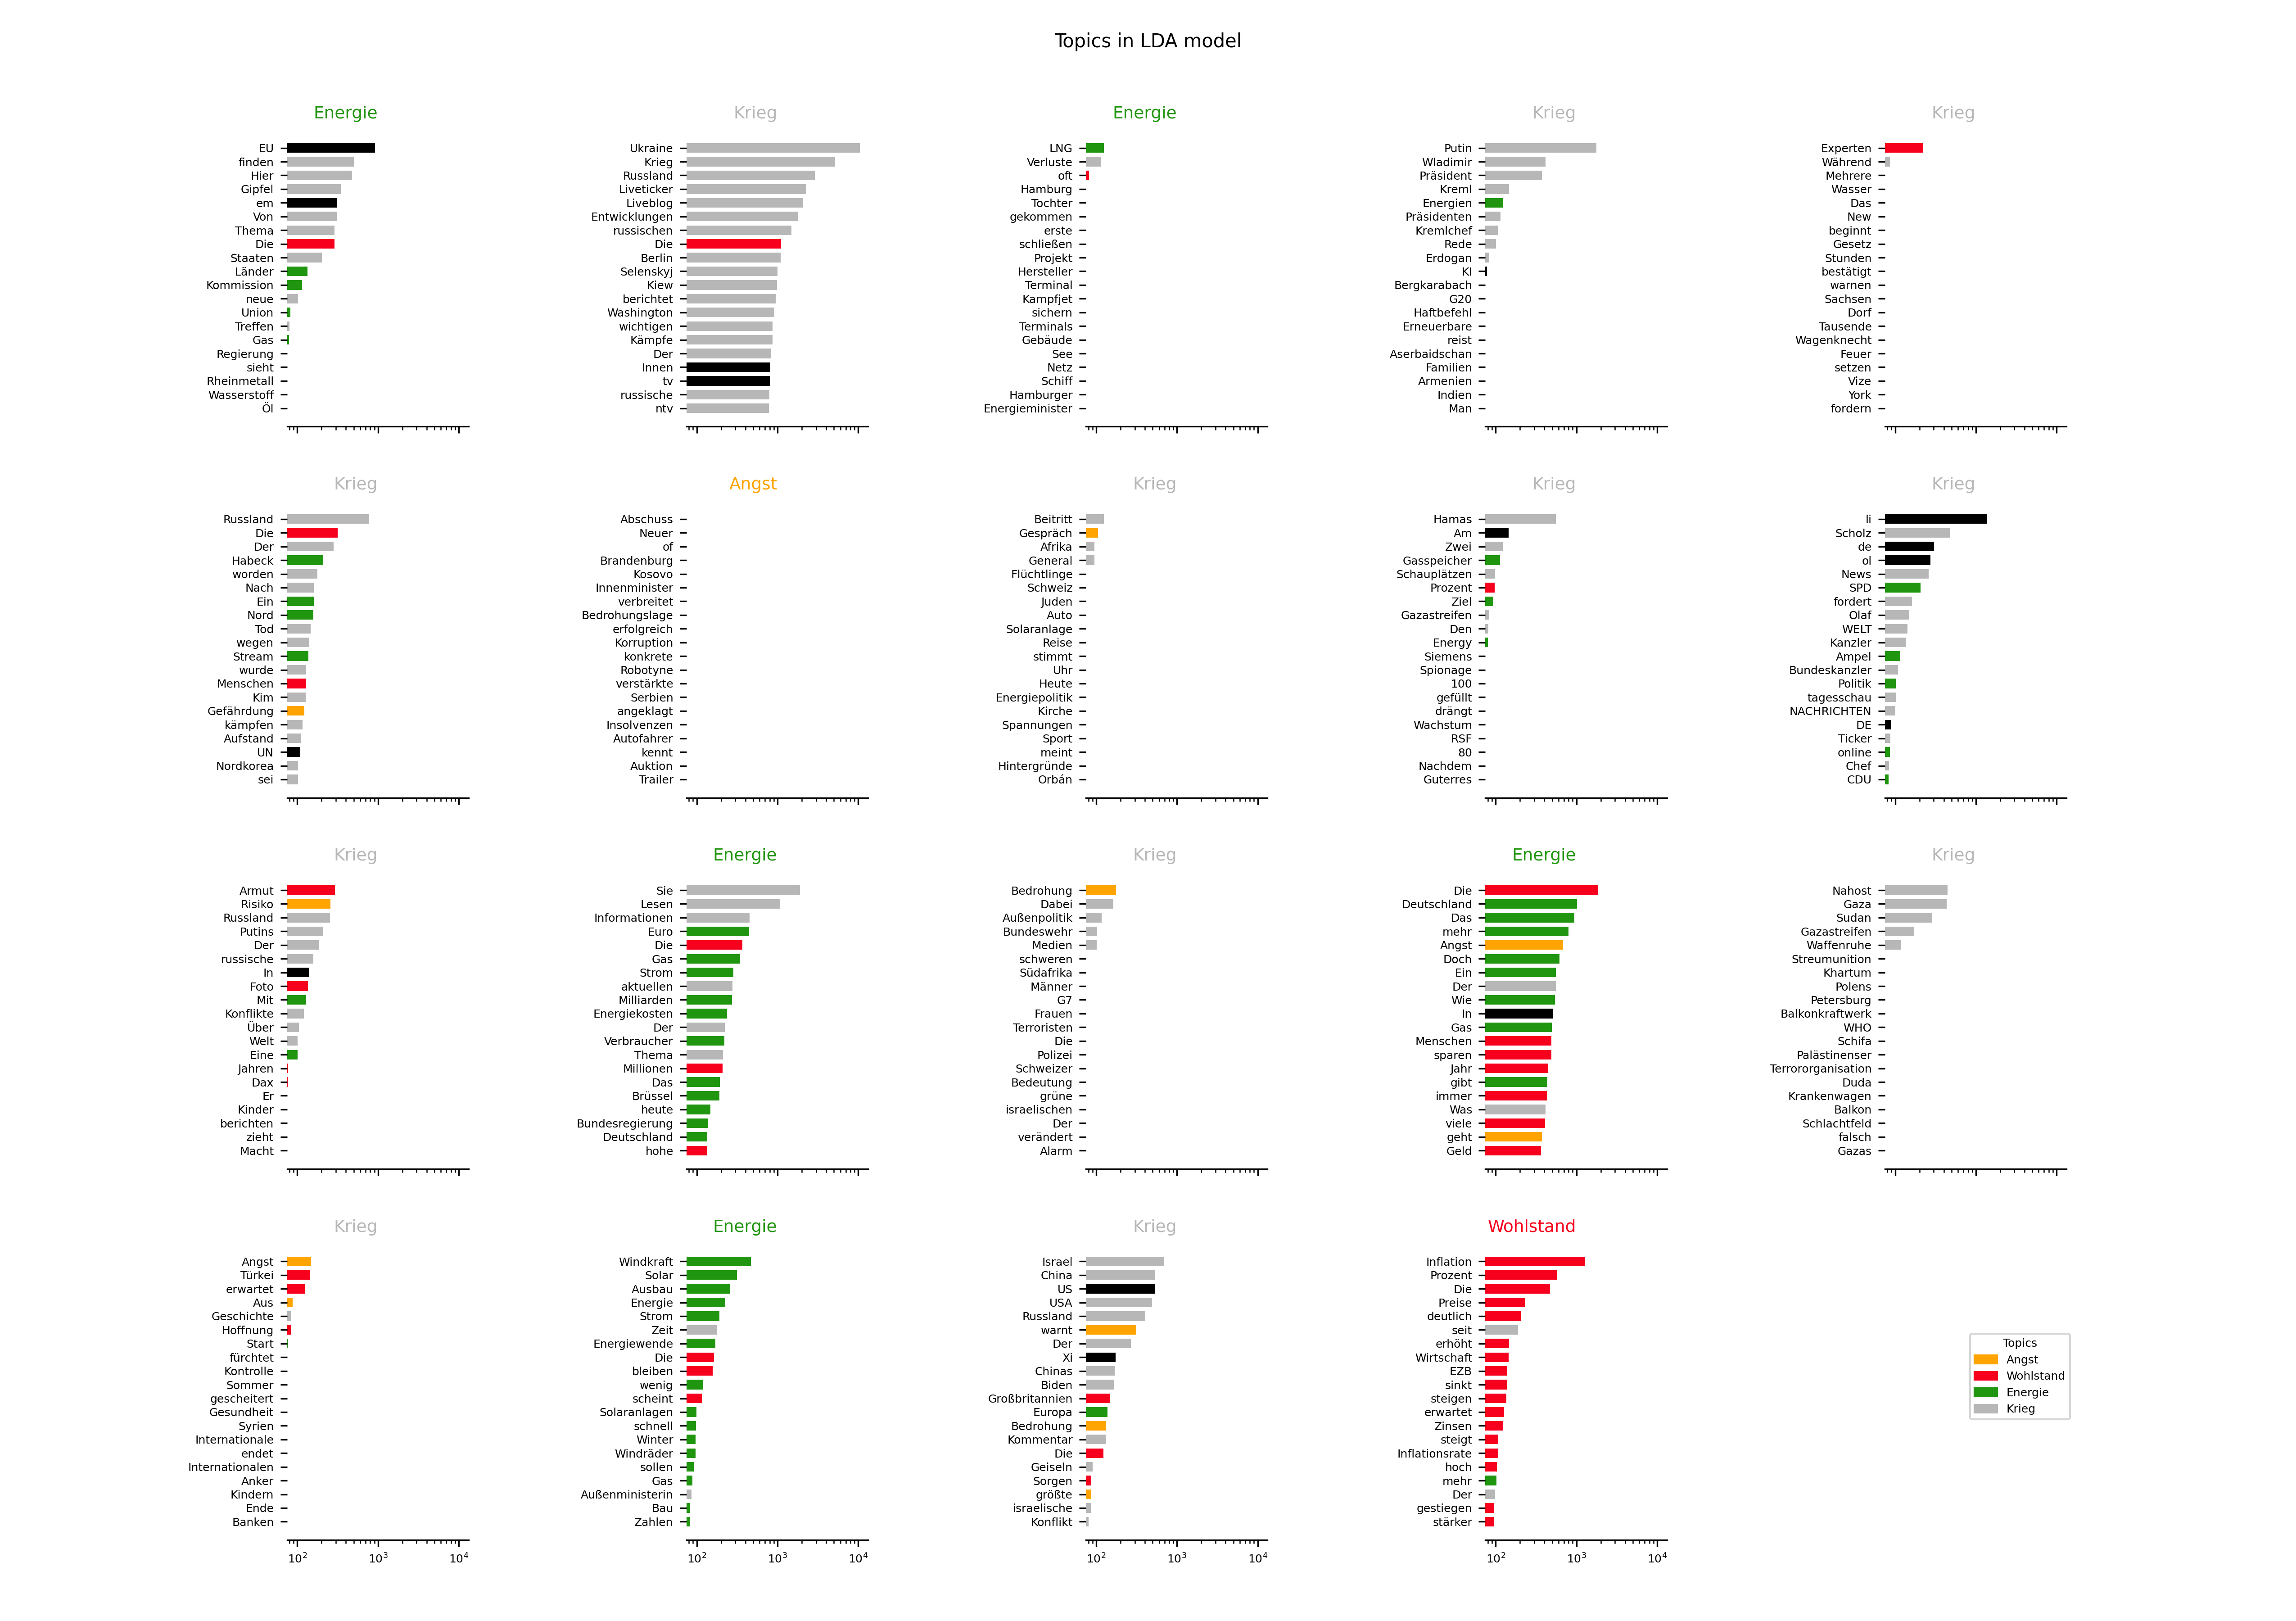 Topics in LDA model
Energie
EU
finden
Hier
Gipfel
em
Von
Thema
Die
Staaten
Länder
Kommission
neue
Union
Treffen
Gas
Regierung
sieht
Rheinmetall
Wasserstoff
Öl
Krieg
Ukraine
Krieg
Russland
Liveticker
Liveblog
Entwicklungen
russischen
Die
Berlin
Selenskyj
Kiew
berichtet
Washington
wichtigen
Kämpfe
Der
Innen
tv
russische
ntv
Energie
LNG
Verluste
oft
Hamburg
Tochter
gekommen
erste
schließen
Projekt
Hersteller
Terminal
Kampfjet
sichern
Terminals
Gebäude
See
Netz
Schiff
Hamburger
Energieminister
Krieg
Putin
Wladimir
Präsident
Kreml
Energien
Präsidenten
Kremlchef
Rede
Erdogan
KI
Bergkarabach
G20
Haftbefehl
Erneuerbare
reist
Aserbaidschan
Familien
Armenien
Indien
Man
Krieg
Experten
Während
Mehrere
Wasser
Das
New
beginnt
Gesetz
Stunden
bestätigt
warnen
Sachsen
Dorf
Tausende
Wagenknecht
Feuer
setzen
Vize
York
fordern
Krieg
Russland
Die
Der
Habeck
worden
Nach
Ein
Nord
Tod
wegen
Stream
wurde
Menschen
Kim
Gefährdung
kämpfen
Aufstand
UN
Nordkorea
sei
Angst
Abschuss
Neuer
of
Brandenburg
Kosovo
Innenminister
verbreitet
Bedrohungslage
erfolgreich
Korruption
konkrete
Robotyne
verstärkte
Serbien
angeklagt
Insolvenzen
Autofahrer
kennt
Auktion
Trailer
Krieg
Beitritt
Gespräch
Afrika
General
Flüchtlinge
Schweiz
Juden
Auto
Solaranlage
Reise
stimmt
Uhr
Heute
Energiepolitik
Kirche
Spannungen
Sport
meint
Hintergründe
Orbán
Krieg
Hamas
Am
Zwei
Gasspeicher
Schauplätzen
Prozent
Ziel
Gazastreifen
Den
Energy
Siemens
Spionage
100
gefüllt
drängt
Wachstum
RSF
80
Nachdem
Guterres
Krieg
li
Scholz
de
ol
News
SPD
fordert
Olaf
WELT
Kanzler
Ampel
Bundeskanzler
Politik
tagesschau
NACHRICHTEN
DE
Ticker
online
Chef
CDU
Krieg
Armut
Risiko
Russland
Putins
Der
russische
In
Foto
Mit
Konflikte
Über
Welt
Eine
Jahren
Dax
Er
Kinder
berichten
zieht
Macht
Energie
Sie
Lesen
Informationen
Euro
Die
Gas
Strom
aktuellen
Milliarden
Energiekosten
Der
Verbraucher
Thema
Millionen
Das
Brüssel
heute
Bundesregierung
Deutschland
hohe
Krieg
Bedrohung
Dabei
Außenpolitik
Bundeswehr
Medien
schweren
Südafrika
Männer
G7
Frauen
Terroristen
Die
Polizei
Schweizer
Bedeutung
grüne
israelischen
Der
verändert
Alarm
Energie
Die
Deutschland
Das
mehr
Angst
Doch
Ein
Der
Wie
In
Gas
Menschen
sparen
Jahr
gibt
immer
Was
viele
geht
Geld
Krieg
Nahost
Gaza
Sudan
Gazastreifen
Waffenruhe
Streumunition
Khartum
Polens
Petersburg
Balkonkraftwerk
WHO
Schifa
Palästinenser
Terrororganisation
Duda
Krankenwagen
Balkon
Schlachtfeld
falsch
Gazas
Krieg
Angst
Türkei
erwartet
Aus
Geschichte
Hoffnung
Start
fürchtet
Kontrolle
Sommer
gescheitert
Gesundheit
Syrien
Internationale
endet
Internationalen
Anker
Kindern
Ende
Banken
10² 10³ 10⁴
Energie
Windkraft
Solar
Ausbau
Energie
Strom
Zeit
Energiewende
Die
bleiben
wenig
scheint
Solaranlagen
schnell
Winter
Windräder
sollen
Gas
Außenministerin
Bau
Zahlen
10² 10³ 10⁴
Krieg
Israel
China
US
USA
Russland
warnt
Der
Xi
Chinas
Biden
Großbritannien
Europa
Bedrohung
Kommentar
Die
Geiseln
Sorgen
größte
israelische
Konflikt
10² 10³ 10⁴
Wohlstand
Inflation
Prozent
Die
Preise
deutlich
seit
erhöht
Wirtschaft
EZB
sinkt
steigen
erwartet
Zinsen
steigt
Inflationsrate
hoch
mehr
Der
gestiegen
stärker
10² 10³ 10⁴
Topics
Angst
Wohlstand
Energie
Krieg